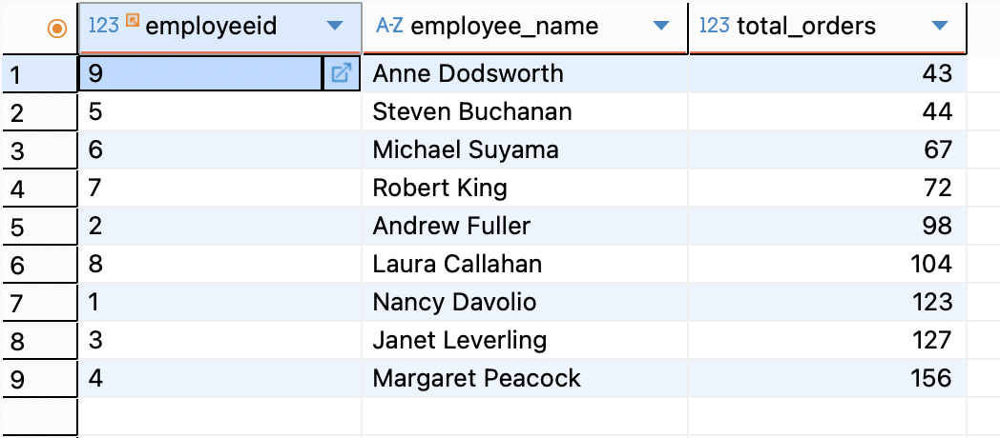 123 employeeid A-Z employee_name 123 total_orders
1 9 Anne Dodsworth 43
2 5 Steven Buchanan 44
3 6 Michael Suyama 67
4 7 Robert King 72
5 2 Andrew Fuller 98
6 8 Laura Callahan 104
7 1 Nancy Davolio 123
8 3 Janet Leverling 127
9 4 Margaret Peacock 156